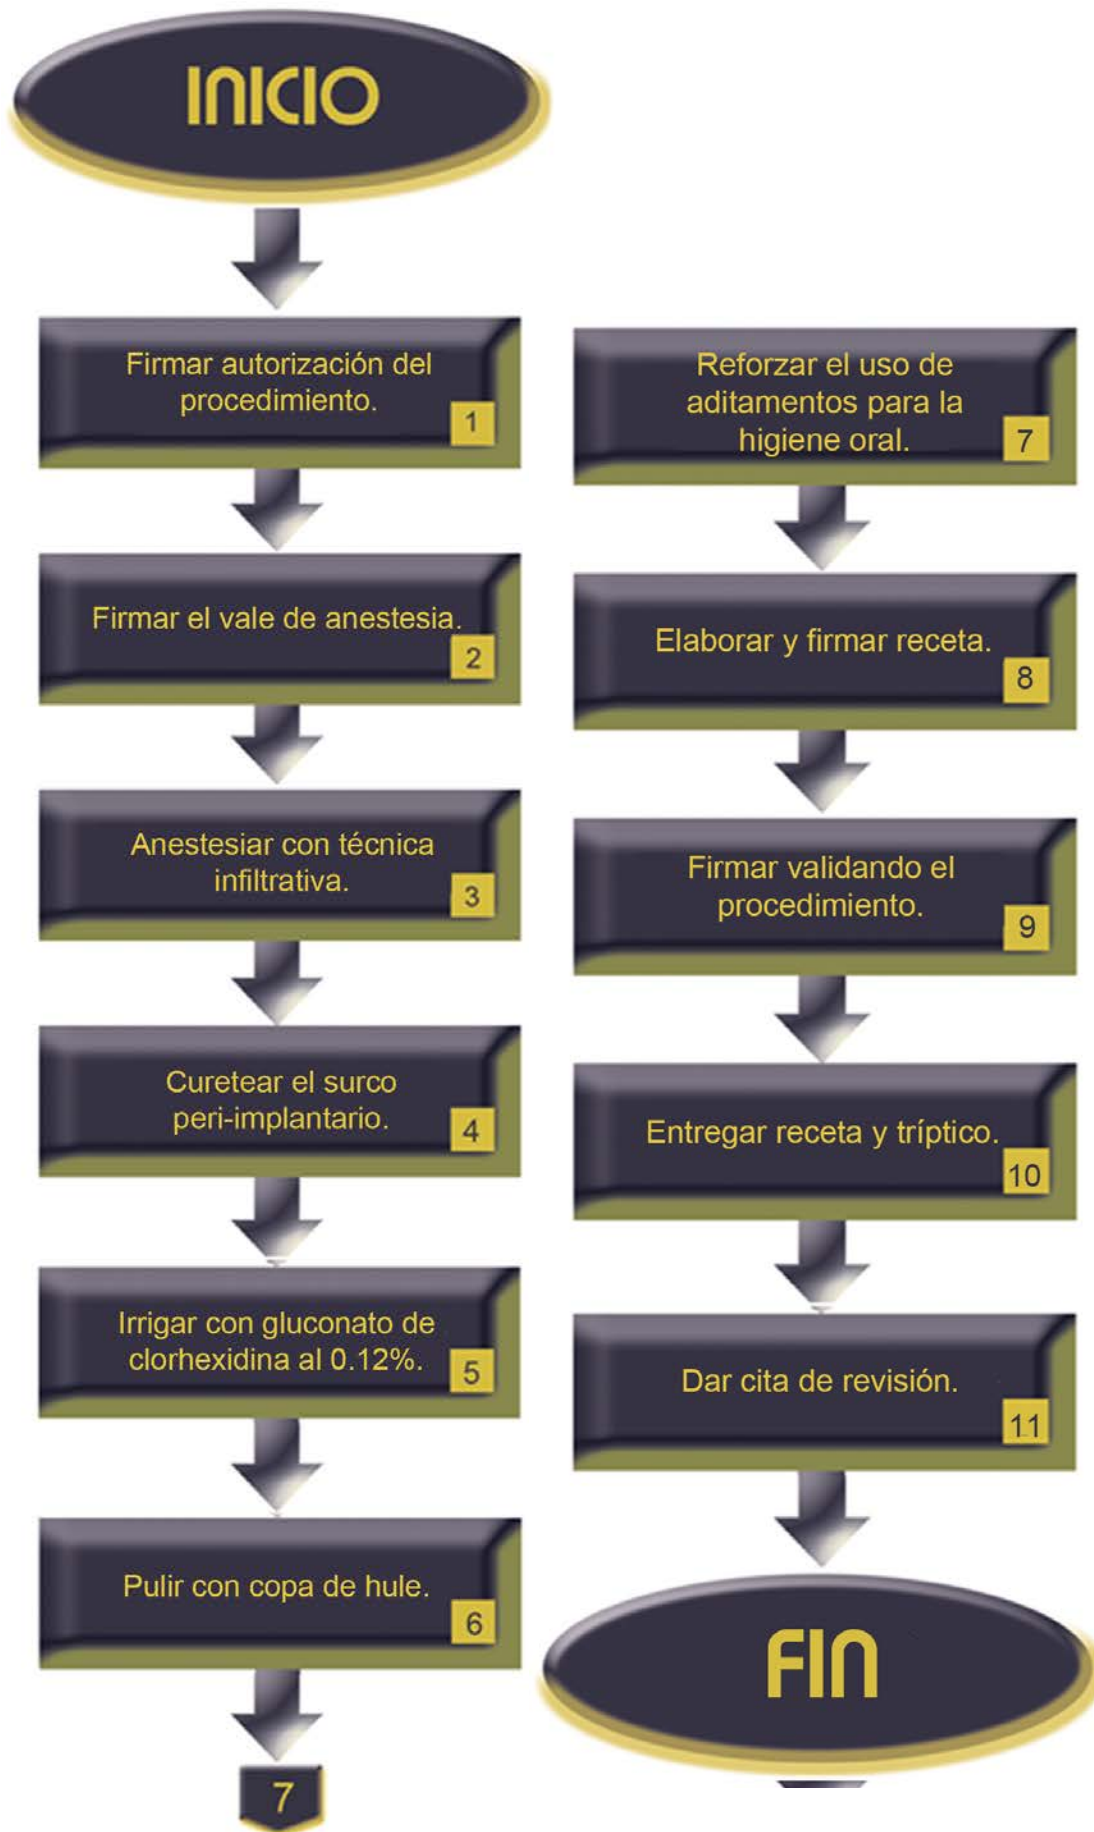 INICIO
Firmar autorización del
procedimiento.
1
Firmar el vale de anestesia.
2
Anestesiar con técnica
infiltrativa.
3
Curetear el surco
peri-implantario.
4
Irrigar con gluconato de
clorhexidina al 0.12%.
5
Pulir con copa de hule.
6
7
Reforzar el uso de
aditamentos para la
higiene oral.
7
Elaborar y firmar receta.
8
Firmar validando el
procedimiento.
9
Entregar receta y tríptico.
10
Dar cita de revisión.
11
FIN